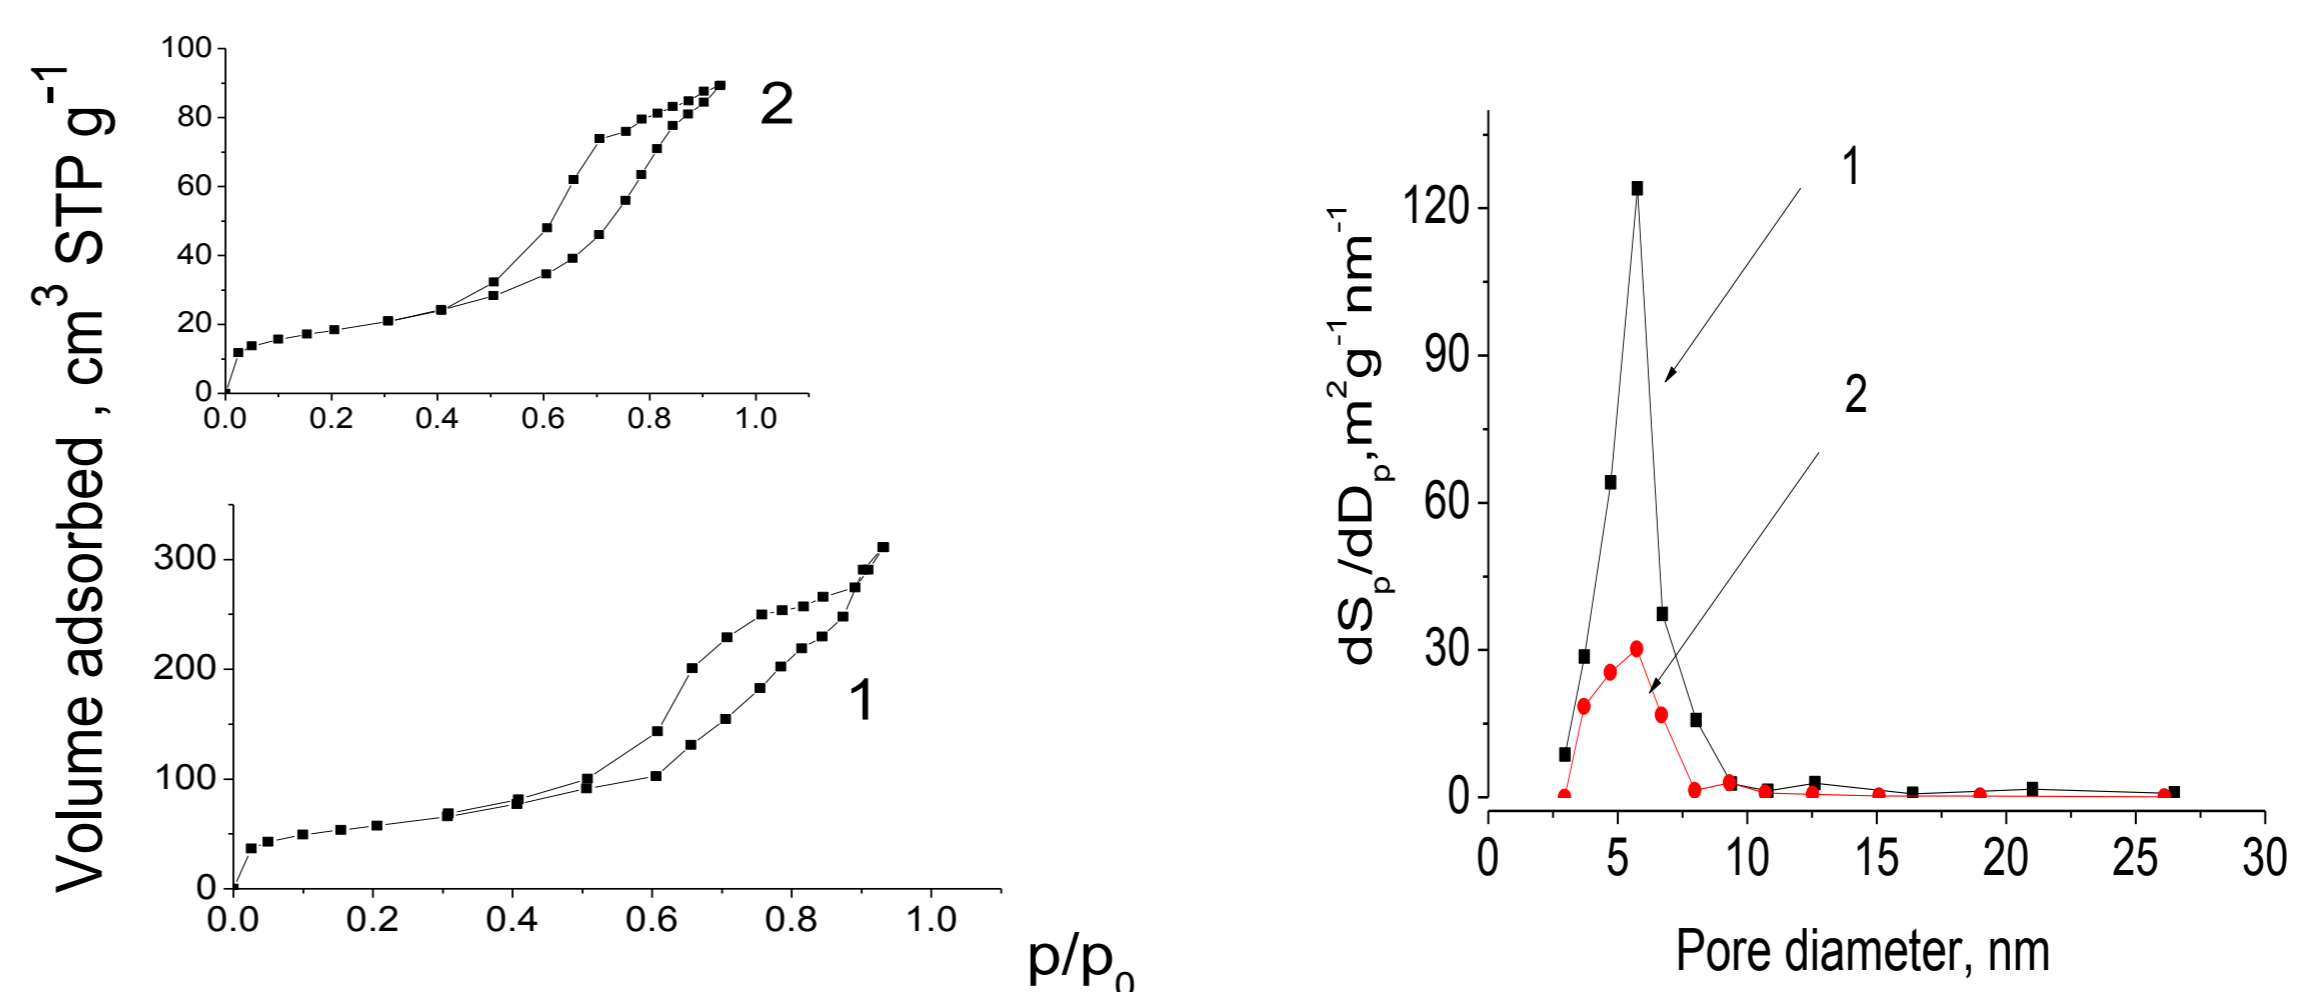 Volume adsorbed , cm³ STP g⁻¹
100
80
60
40
20
0
0.0 0.2 0.4 0.6 0.8 1.0
2
300
200
100
0
0.0 0.2 0.4 0.6 0.8 1.0
1
p/p₀
dSₚ/dDₚ,m²g⁻¹nm⁻¹
120
90
60
30
0
0 5 10 15 20 25 30
1
2
Pore diameter, nm